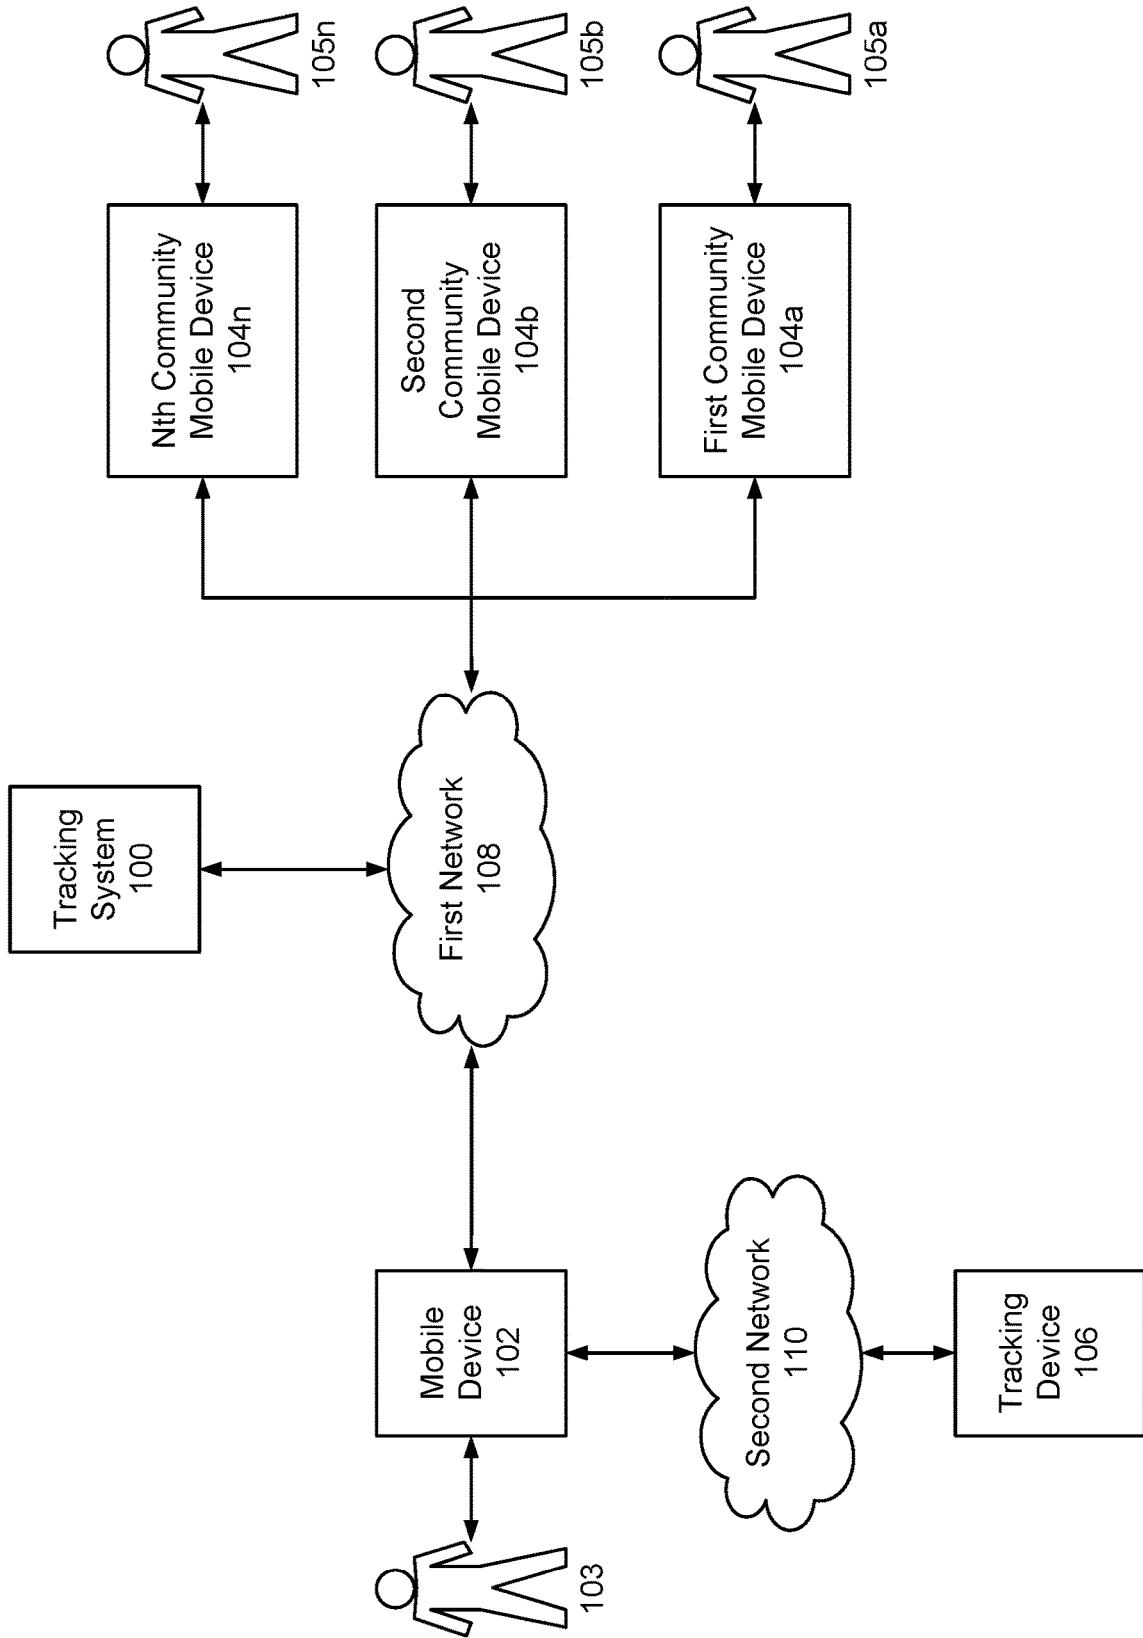 Tracking
System
100
Nth Community
Mobile Device
104n
105n
103
Mobile
Device
102
First Network
108
Second
Community
Mobile Device
104b
105b
Second Network
110
First Community
Mobile Device
104a
105a
Tracking
Device
106